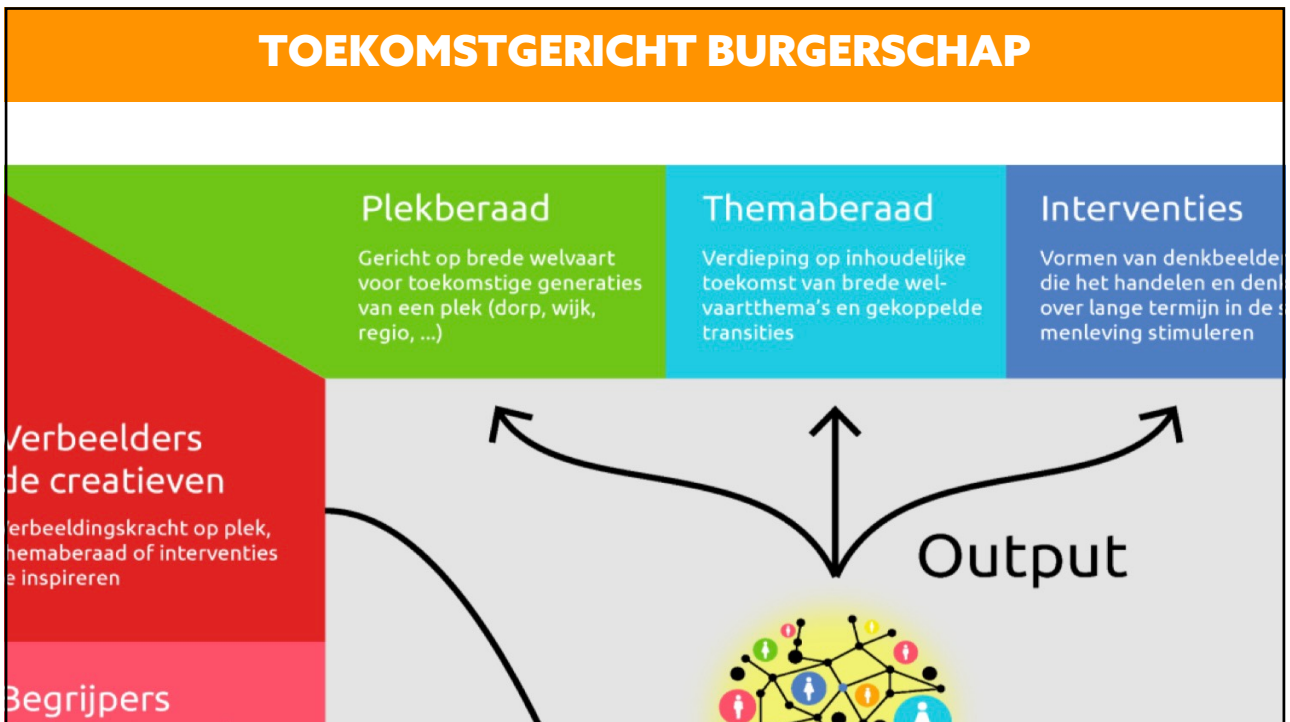 TOEKOMSTGERICHT BURGERSCHAP
Plekberaad
Gericht op brede welvaart
voor toekomstige generaties
van een plek (dorp, wijk,
regio, ...)
Themaberaad
Verdieping op inhoudelijke
toekomst van brede wel-
vaartthema's en gekoppelde
transities
Interventies
Vormen van denkbeelde
die het handelen en denk
over lange termijn in de s
menleving stimuleren
Verbeelders
de creatieven
erbeeldingskracht op plek,
hemaberaad of interventies
e inspireren
Output
Begrijpers